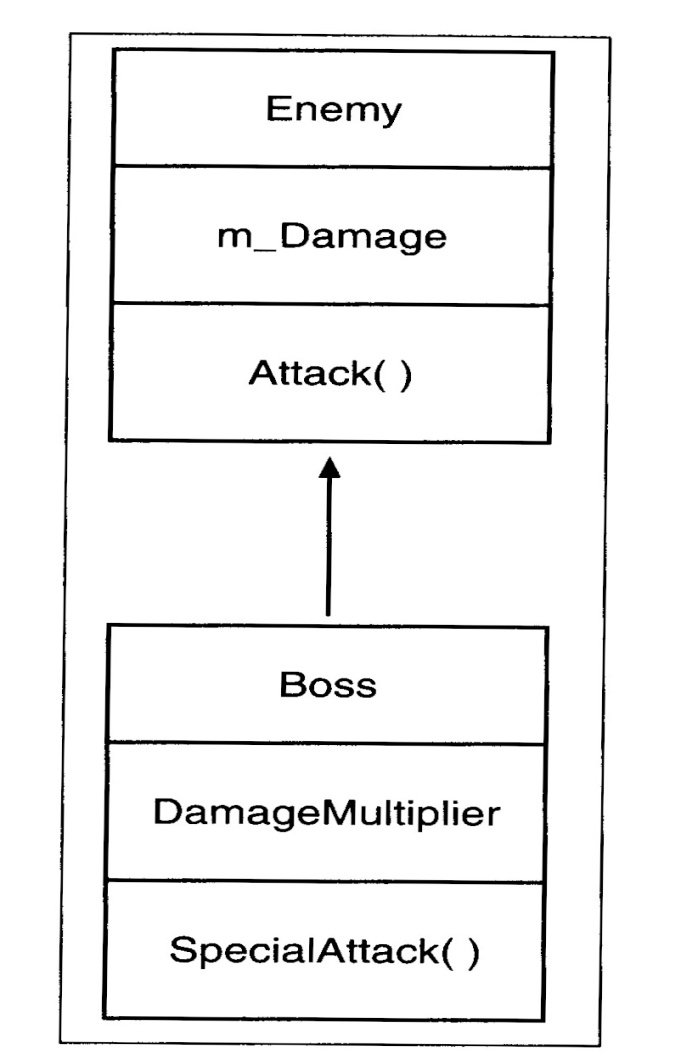 Enemy
m_Damage
Attack( )
Boss
DamageMultiplier
SpecialAttack( )